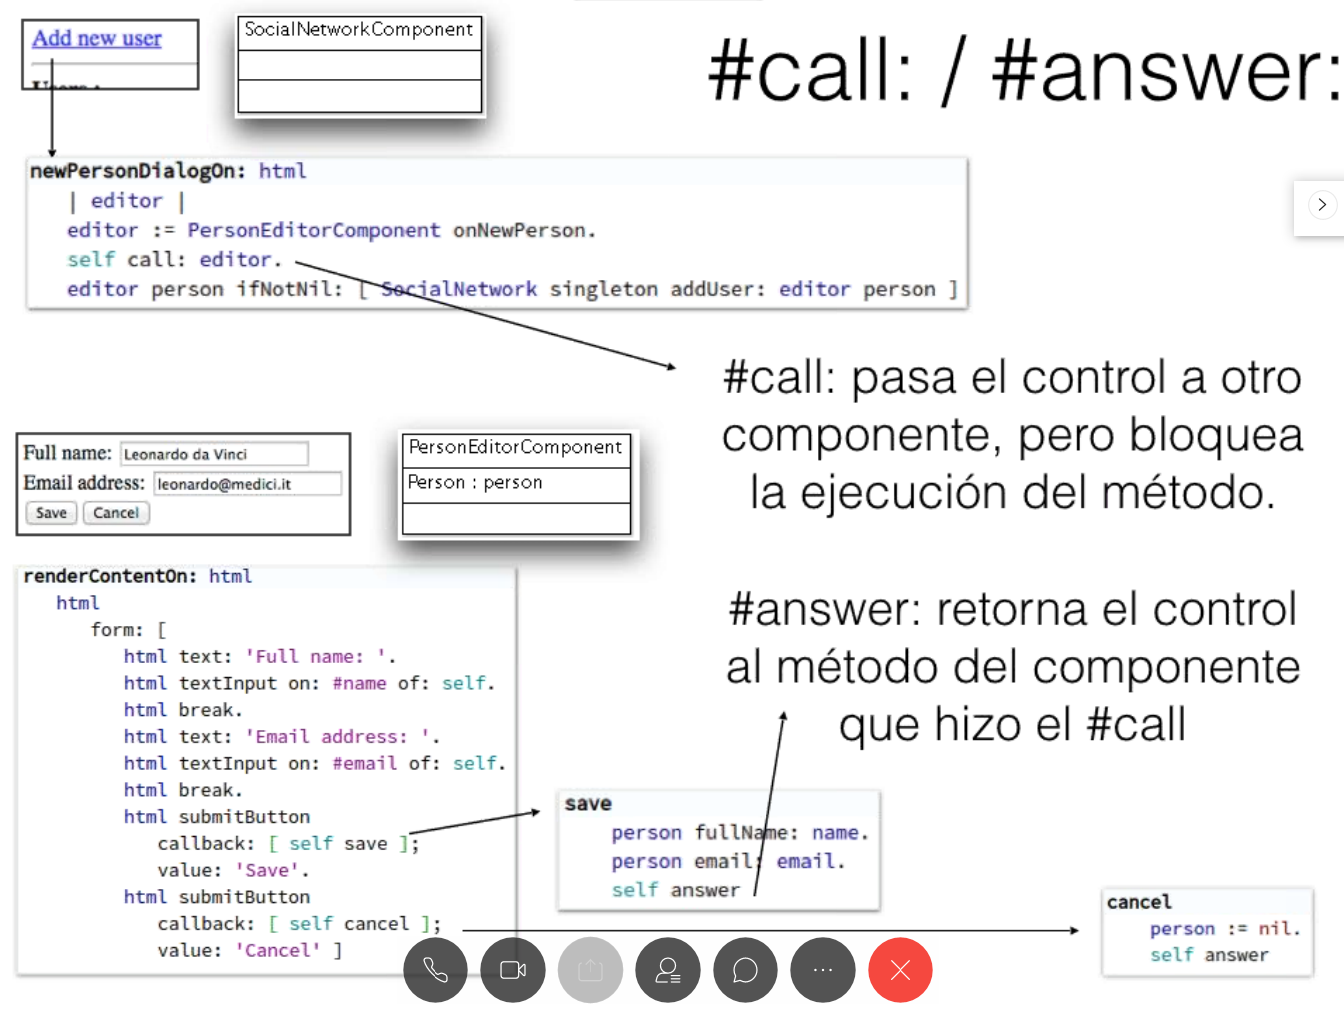 Add new user
SocialNetworkComponent
#call: / #answer:
newPersonDialogOn: html
| editor |
editor := PersonEditorComponent onNewPerson.
self call: editor.
editor person ifNotNil: [ SocialNetwork singleton addUser: editor person ]
#call: pasa el control a otro
componente, pero bloquea
la ejecución del método.
Full name: Leonardo da Vinci
Email address: leonardo@medici.it
Save Cancel
PersonEditorComponent
Person : person
#answer: retorna el control
al método del componente
que hizo el #call
renderContentOn: html
html
form: [
html text: 'Full name: '.
html textInput on: #name of: self.
html break.
html text: 'Email address: '.
html textInput on: #email of: self.
html break.
html submitButton
callback: [ self save ];
value: 'Save'.
html submitButton
callback: [ self cancel ];
value: 'Cancel' ]
save
person fullName: name.
person email: email.
self answer
cancel
person := nil.
self answer